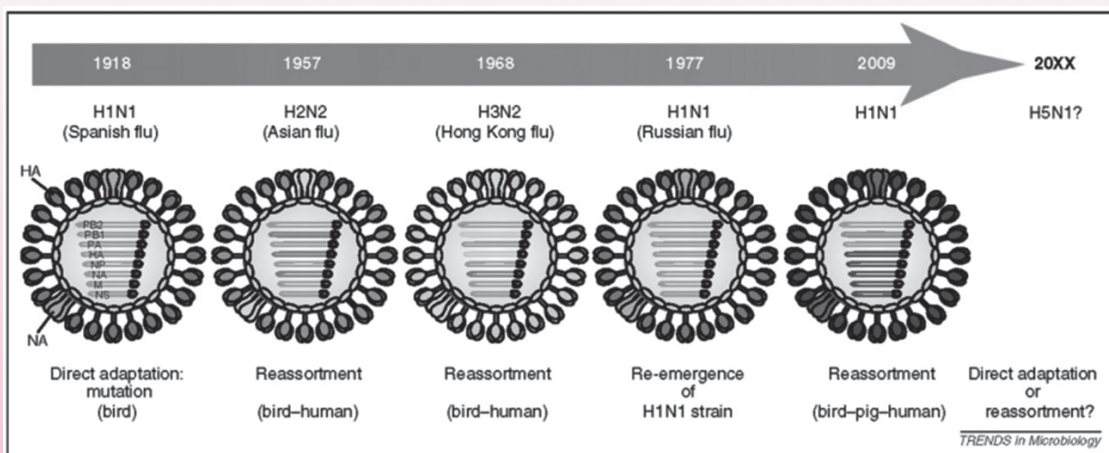 1918 1957 1968 1977 2009 20XX
H1N1 H2N2 H3N2 H1N1 H1N1 H5N1?
(Spanish flu) (Asian flu) (Hong Kong flu) (Russian flu)
HA
PB2
PB1
PA
HA
NP
NA
M
NS
NA
Direct adaptation: Reassortment Reassortment Re-emergence Reassortment Direct adaptation
mutation of or
(bird) (bird–human) (bird–human) H1N1 strain (bird–pig–human) reassortment?
TRENDS in Microbiology